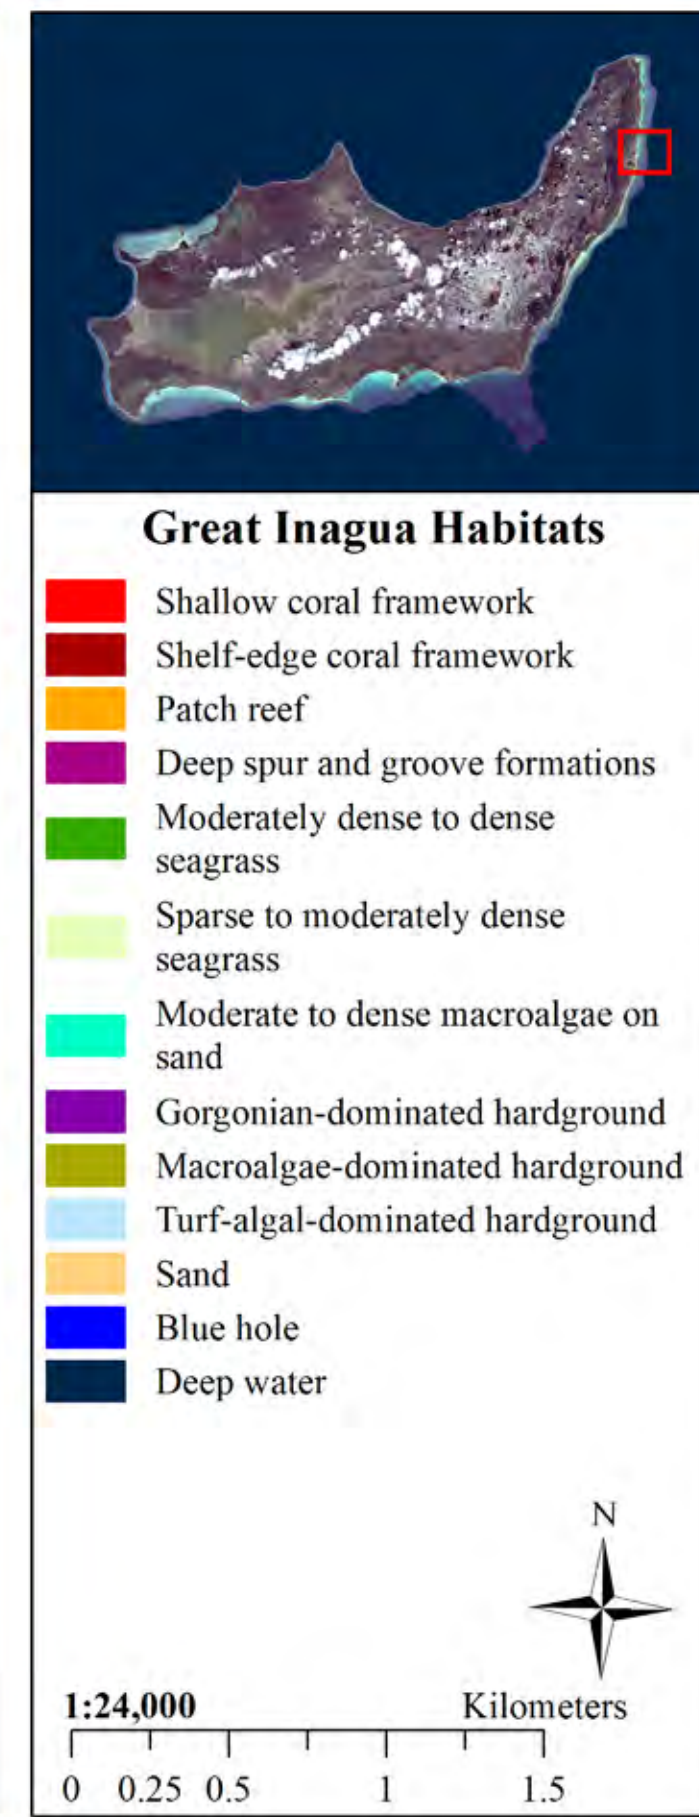 Great Inagua Habitats
Shallow coral framework
Shelf-edge coral framework
Patch reef
Deep spur and groove formations
Moderately dense to dense
seagrass
Sparse to moderately dense
seagrass
Moderate to dense macroalgae on
sand
Gorgonian-dominated hardground
Macroalgae-dominated hardground
Turf-algal-dominated hardground
Sand
Blue hole
Deep water
N
1:24,000 Kilometers
0 0.25 0.5 1 1.5